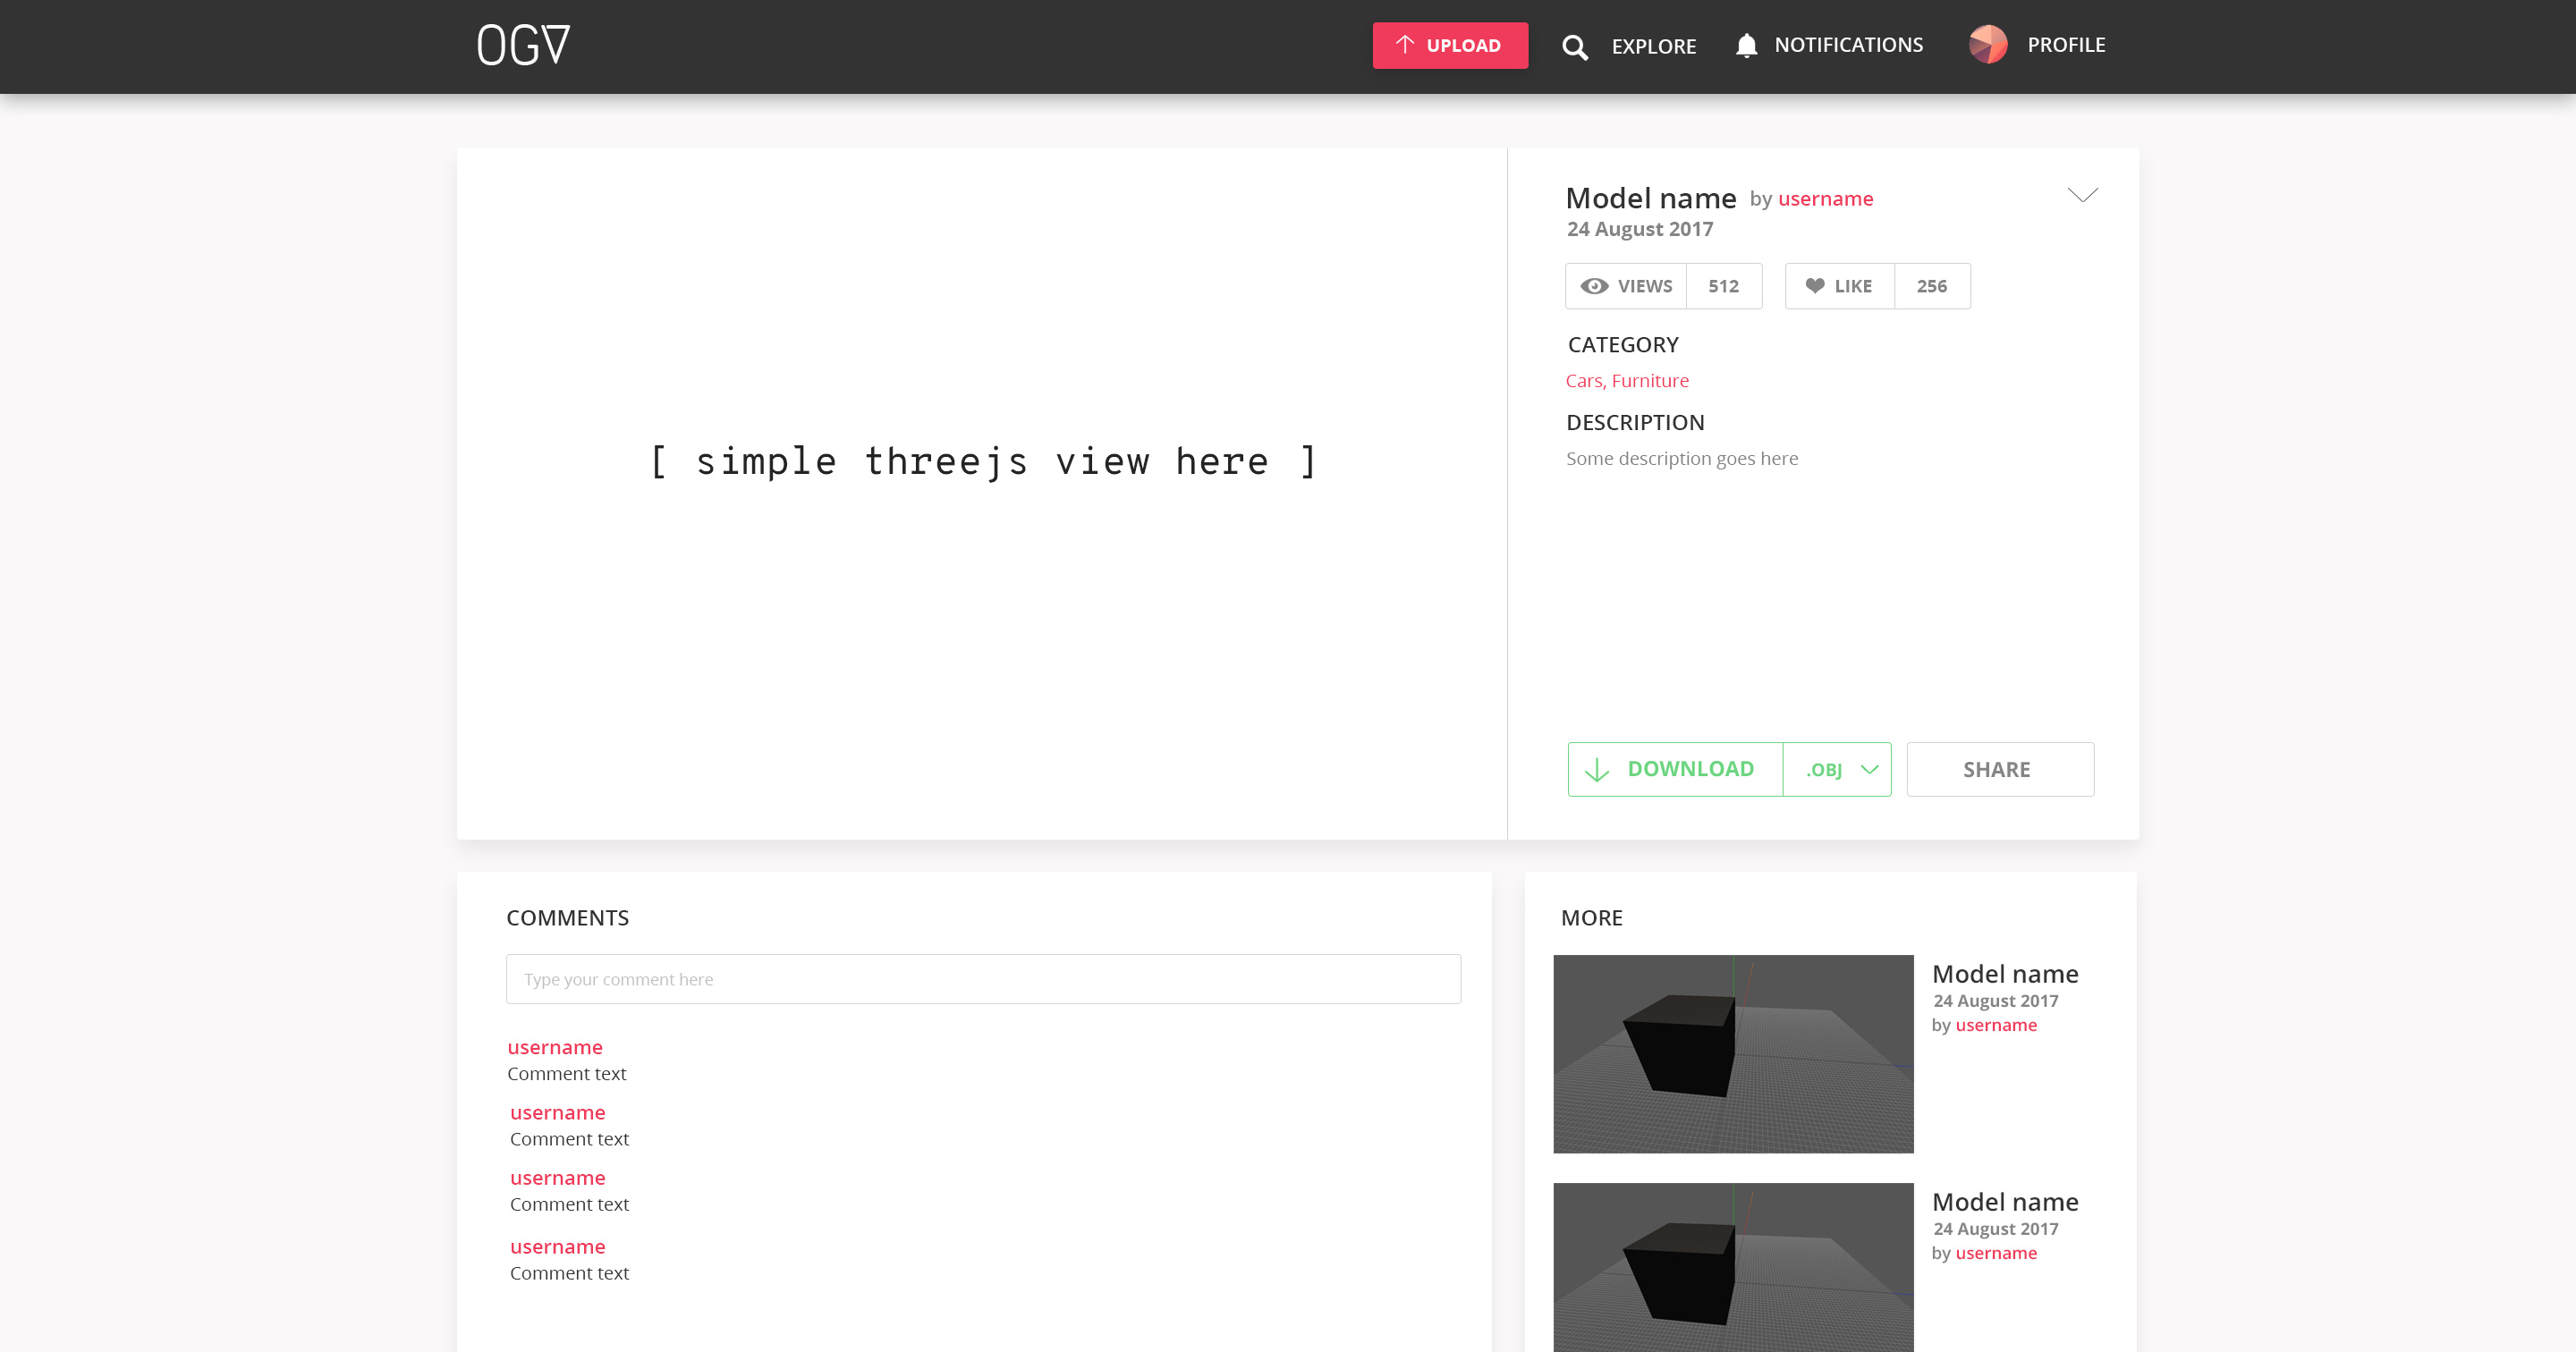 OGV
UPLOAD
EXPLORE
NOTIFICATIONS
PROFILE
[ simple threejs view here ]
Model name by username
24 August 2017
VIEWS 512
LIKE 256
CATEGORY
Cars, Furniture
DESCRIPTION
Some description goes here
DOWNLOAD .OBJ
SHARE
COMMENTS
Type your comment here
username
Comment text
username
Comment text
username
Comment text
username
Comment text
MORE
Model name
24 August 2017
by username
Model name
24 August 2017
by username